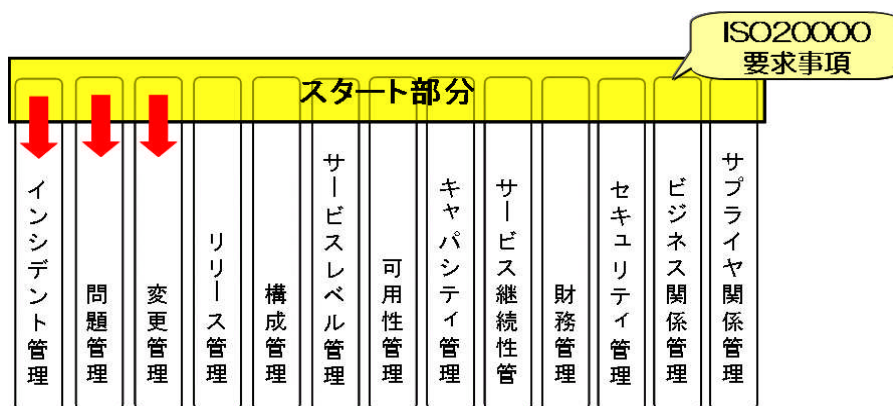 ISO20000
要求事項
スタート部分
インシデント管理
問題管理
変更管理
リリース管理
構成管理
サービスレベル管理
可用性管理
キャパシティ管理
サービス継続性管
財務管理
セキュリティ管理
ビジネス関係管理
サプライヤ関係管理